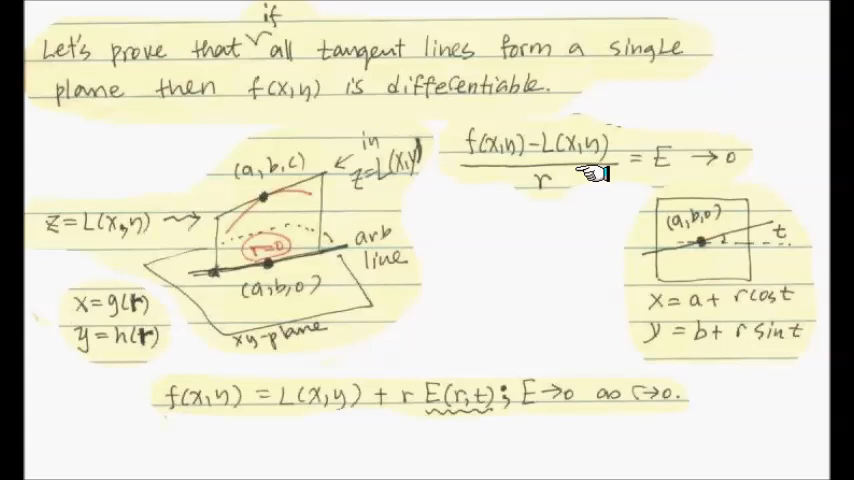 if
Let's prove that √ all tangent lines form a single
plane then f(x,y) is differentiable.
f(x,y) - L(x,y)
r
= E → 0
in
z = L(x,y)
(a,b,c)
z = L(x,y) →
r=0
arb
line
(a,b,0)
xy-plane
x = g(r)
y = h(r)
(a,b,0)
t
x = a + r cos t
y = b + r sin t
f(x,y) = L(x,y) + r E(r,t); E→0 as r→0.